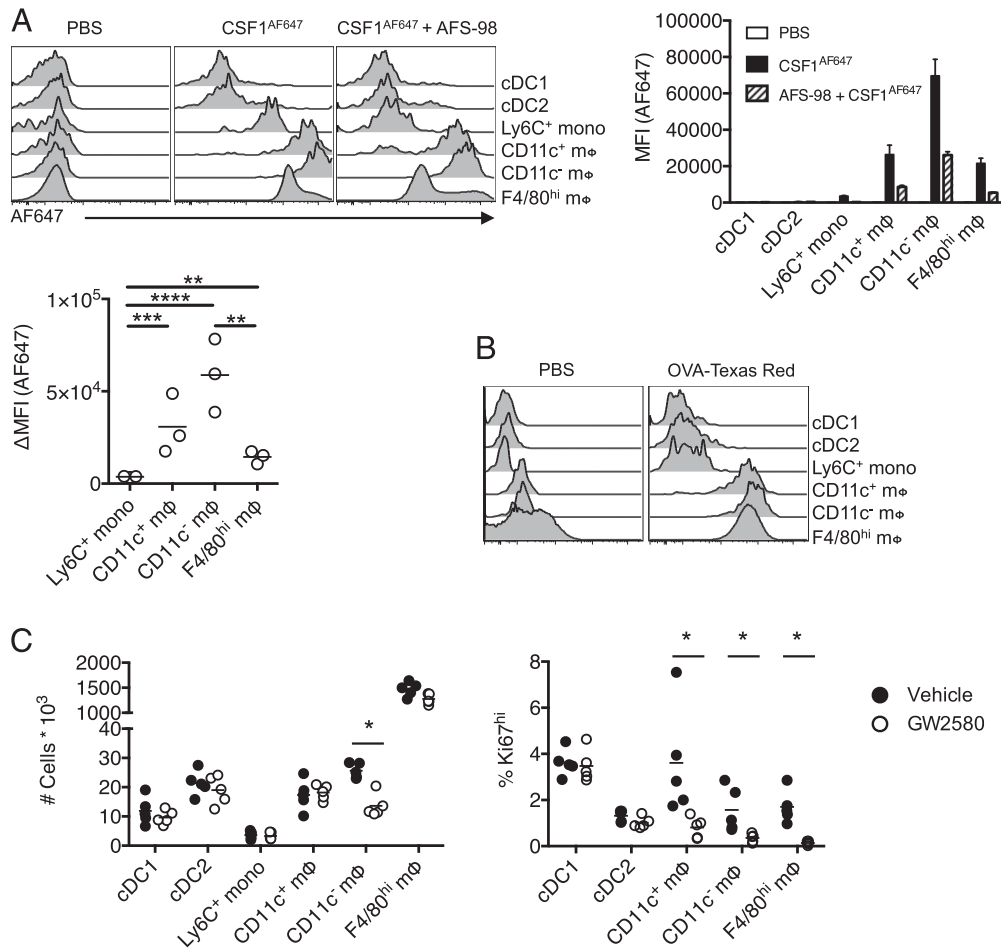 A
PBS
CSF1AF647
CSF1AF647 + AFS-98
cDC1
cDC2
Ly6C+ mono
CD11c+ mΦ
CD11c- mΦ
F4/80hi mΦ
AF647
100000
80000
60000
40000
20000
0
MFI (AF647)
PBS
CSF1AF647
AFS-98 + CSF1AF647
cDC1
cDC2
Ly6C+ mono
CD11c+ mΦ
CD11c- mΦ
F4/80hi mΦ
**
****
***
**
1×105
5×104
0
ΔMFI (AF647)
Ly6C+ mono
CD11c+ mΦ
CD11c- mΦ
F4/80hi mΦ
B
PBS
OVA-Texas Red
cDC1
cDC2
Ly6C+ mono
CD11c+ mΦ
CD11c- mΦ
F4/80hi mΦ
C
2000
1500
1000
40
30
20
10
0
# Cells * 103
*
cDC1
cDC2
Ly6C+ mono
CD11c+ mΦ
CD11c- mΦ
F4/80hi mΦ
8
6
4
2
0
% Ki67hi
* * *
cDC1
cDC2
CD11c+ mΦ
CD11c- mΦ
F4/80hi mΦ
Vehicle
GW2580